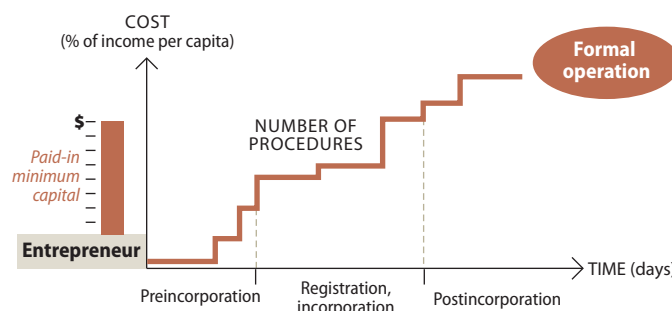 COST
(% of income per capita)
Formal
operation
$
NUMBER OF
PROCEDURES
Paid-in
minimum
capital
Entrepreneur
TIME (days)
Preincorporation
Registration,
incorporation
Postincorporation